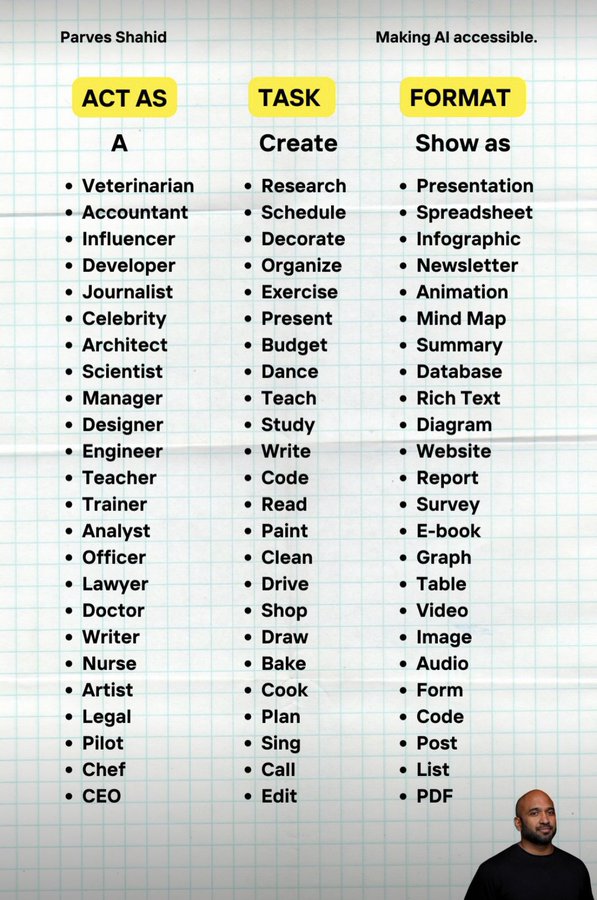 Parves Shahid
Making AI accessible.
ACT AS
TASK
FORMAT
A
Create
Show as
• Veterinarian
• Accountant
• Influencer
• Developer
• Journalist
• Celebrity
• Architect
• Scientist
• Manager
• Designer
• Engineer
• Teacher
• Trainer
• Analyst
• Officer
• Lawyer
• Doctor
• Writer
• Nurse
• Artist
• Legal
• Pilot
• Chef
• CEO
• Research
• Schedule
• Decorate
• Organize
• Exercise
• Present
• Budget
• Dance
• Teach
• Study
• Write
• Code
• Read
• Paint
• Clean
• Drive
• Shop
• Draw
• Bake
• Cook
• Plan
• Sing
• Call
• Edit
• Presentation
• Spreadsheet
• Infographic
• Newsletter
• Animation
• Mind Map
• Summary
• Database
• Rich Text
• Diagram
• Website
• Report
• Survey
• E-book
• Graph
• Table
• Video
• Image
• Audio
• Form
• Code
• Post
• List
• PDF